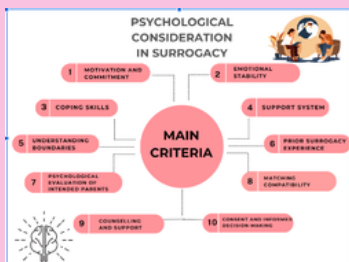 PSYCHOLOGICAL
CONSIDERATION
IN SURROGACY
1 MOTIVATION AND
COMMITMENT
2 EMOTIONAL
STABILITY
3 COPING SKILLS
4 SUPPORT SYSTEM
MAIN
CRITERIA
5 UNDERSTANDING
BOUNDARIES
6 PRIOR SURROGACY
EXPERIENCE
7 PSYCHOLOGICAL
EVALUATION OF
INTENDED PARENTS
8 MATCHING
COMPATIBILITY
9 COUNSELLING
AND SUPPORT
10 CONSENT AND INFORMED
DECISION-MAKING